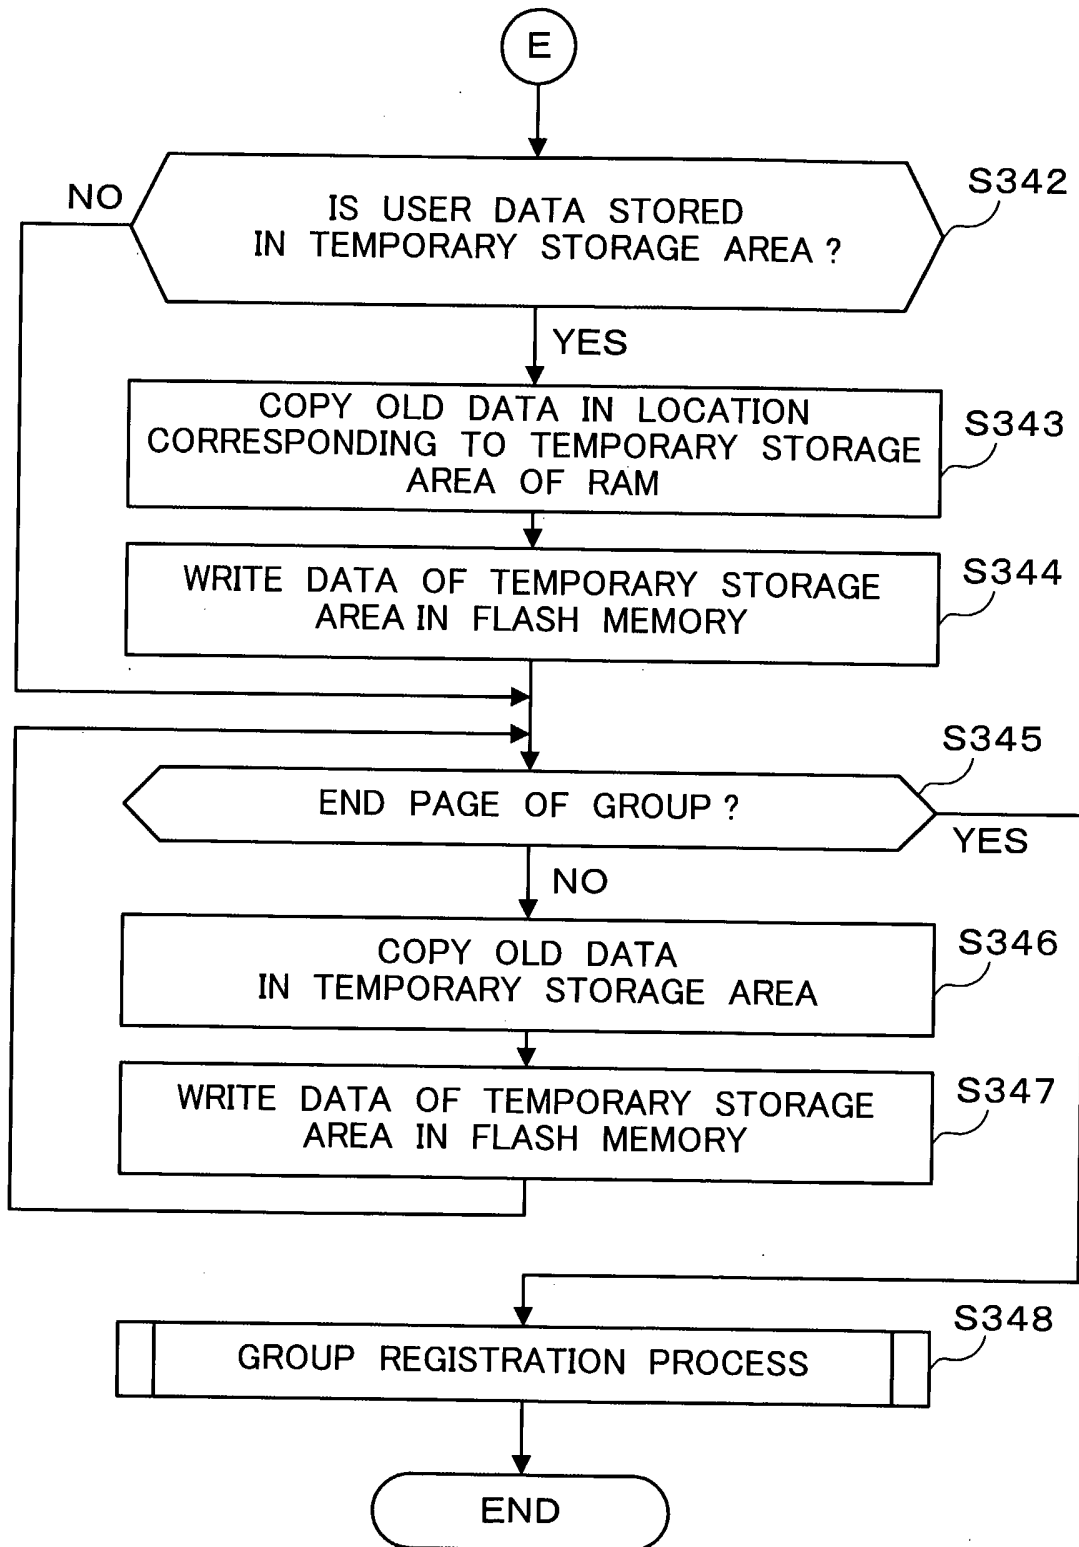 E
NO
IS USER DATA STORED
IN TEMPORARY STORAGE AREA ?
S342
YES
COPY OLD DATA IN LOCATION
CORRESPONDING TO TEMPORARY STORAGE
AREA OF RAM
S343
WRITE DATA OF TEMPORARY STORAGE
AREA IN FLASH MEMORY
S344
END PAGE OF GROUP ?
S345
YES
NO
COPY OLD DATA
IN TEMPORARY STORAGE AREA
S346
WRITE DATA OF TEMPORARY STORAGE
AREA IN FLASH MEMORY
S347
GROUP REGISTRATION PROCESS
S348
END